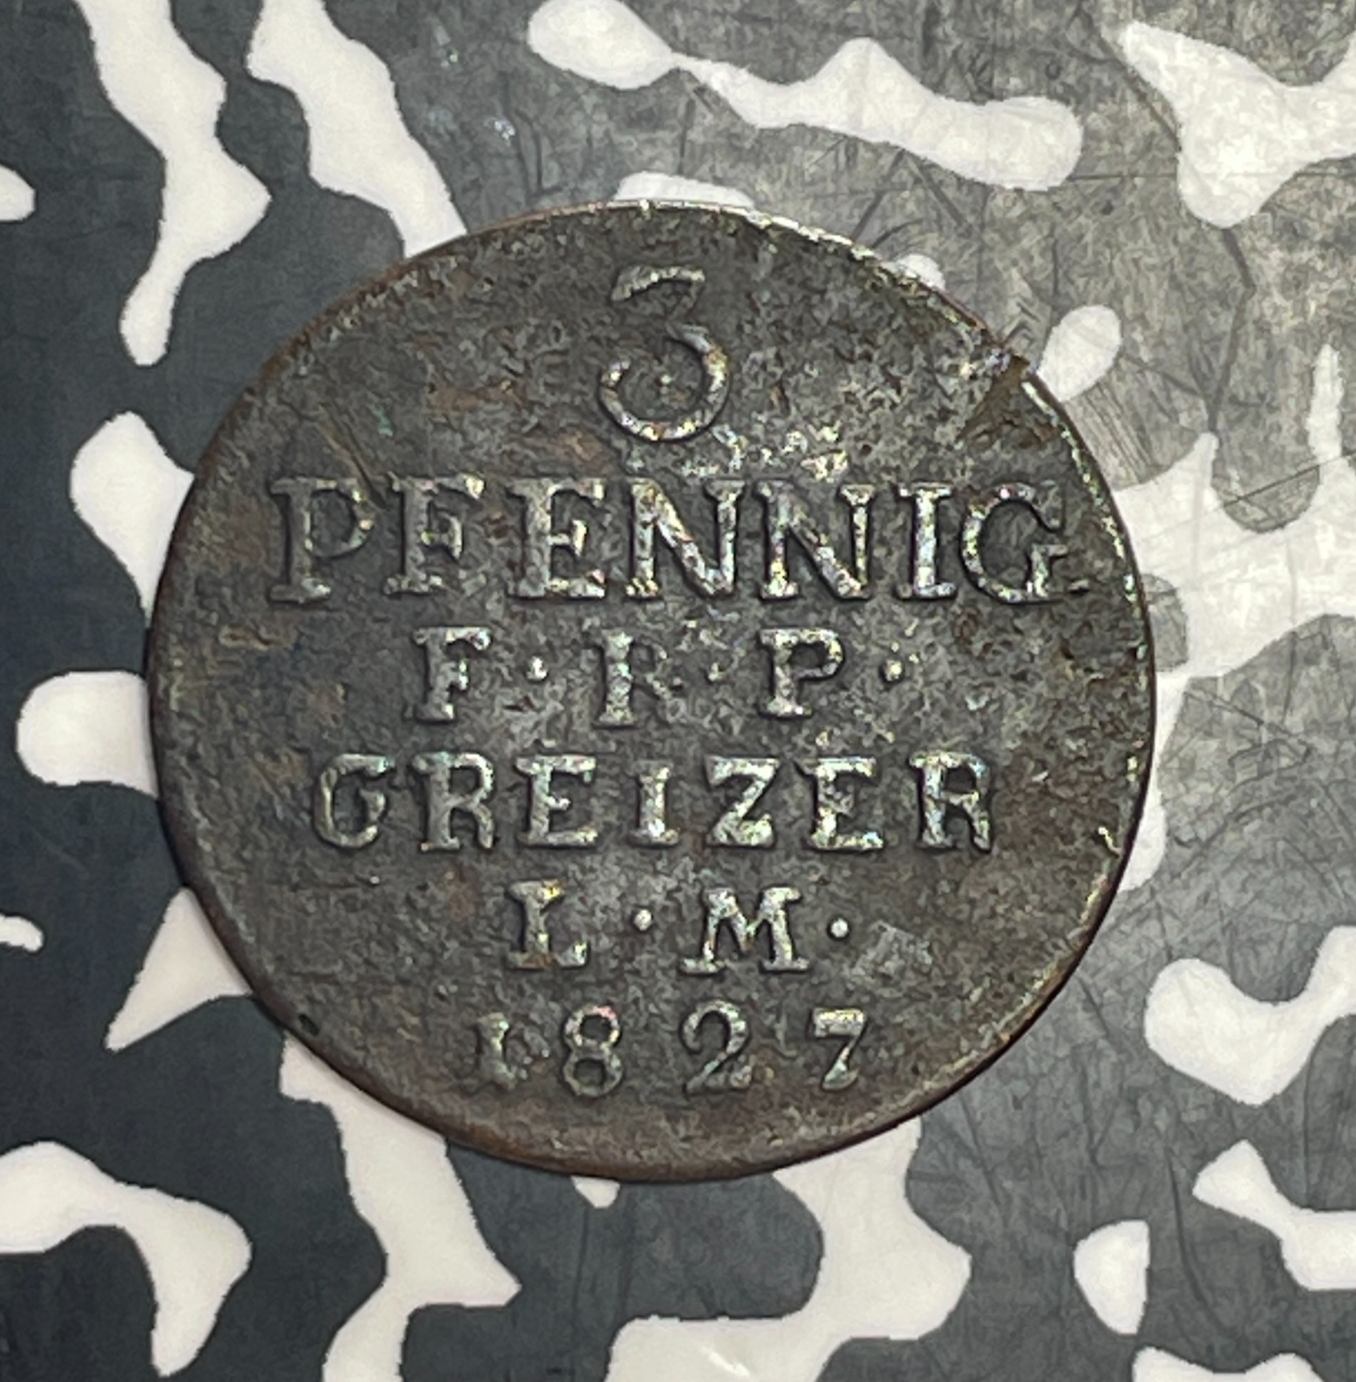 3
PFENNIG
F·R·P·
GREIZER
L·M·
1827